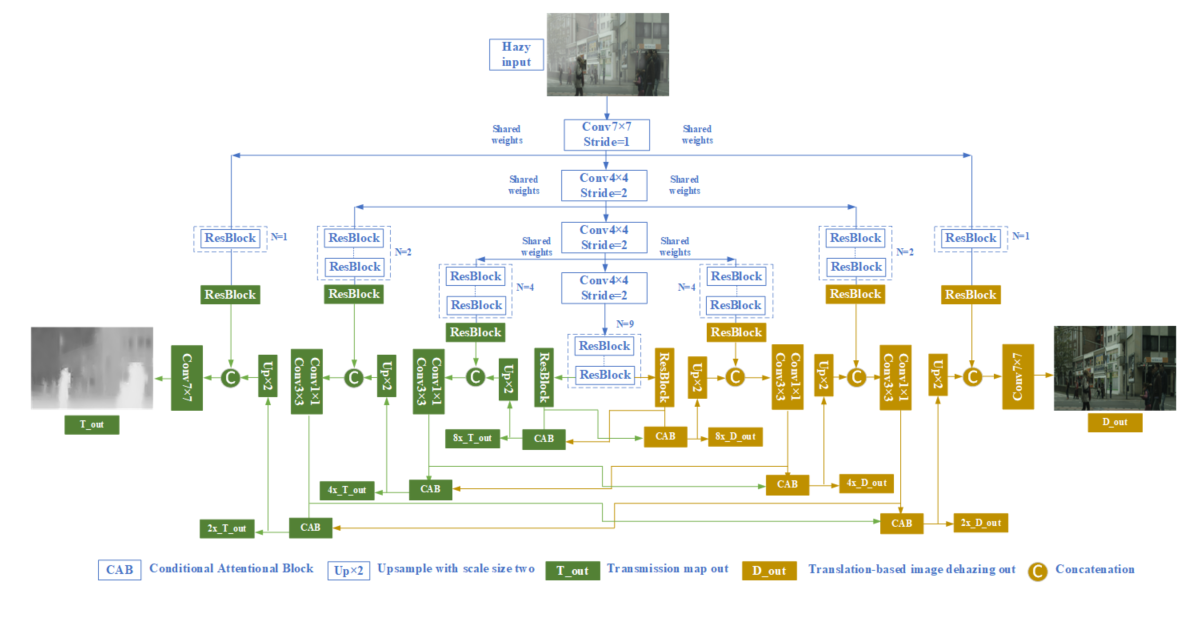 Hazy
input
Conv7×7
Stride=1
Shared
weights
Shared
weights
Conv4×4
Stride=2
Shared
weights
Shared
weights
Conv4×4
Stride=2
Shared
weights
Shared
weights
Conv4×4
Stride=2
ResBlock
N=1
ResBlock
ResBlock
ResBlock
N=2
ResBlock
ResBlock
ResBlock
N=4
ResBlock
N=9
ResBlock
ResBlock
ResBlock
ResBlock
N=4
ResBlock
ResBlock
ResBlock
N=2
ResBlock
ResBlock
N=1
ResBlock
Conv7×7
C
Up×2
Conv1×1
Conv3×3
C
Up×2
Conv1×1
Conv3×3
C
Up×2
ResBlock
ResBlock
Up×2
C
Conv1×1
Conv3×3
Up×2
C
Conv1×1
Conv3×3
Up×2
C
Conv7×7
T_out
D_out
8x_T_out
CAB
CAB
8x_D_out
4x_T_out
CAB
CAB
4x_D_out
2x_T_out
CAB
CAB
2x_D_out
CAB
Conditional Attentional Block
Up×2
Upsample with scale size two
T_out
Transmission map out
D_out
Translation-based image dehazing out
C
Concatenation